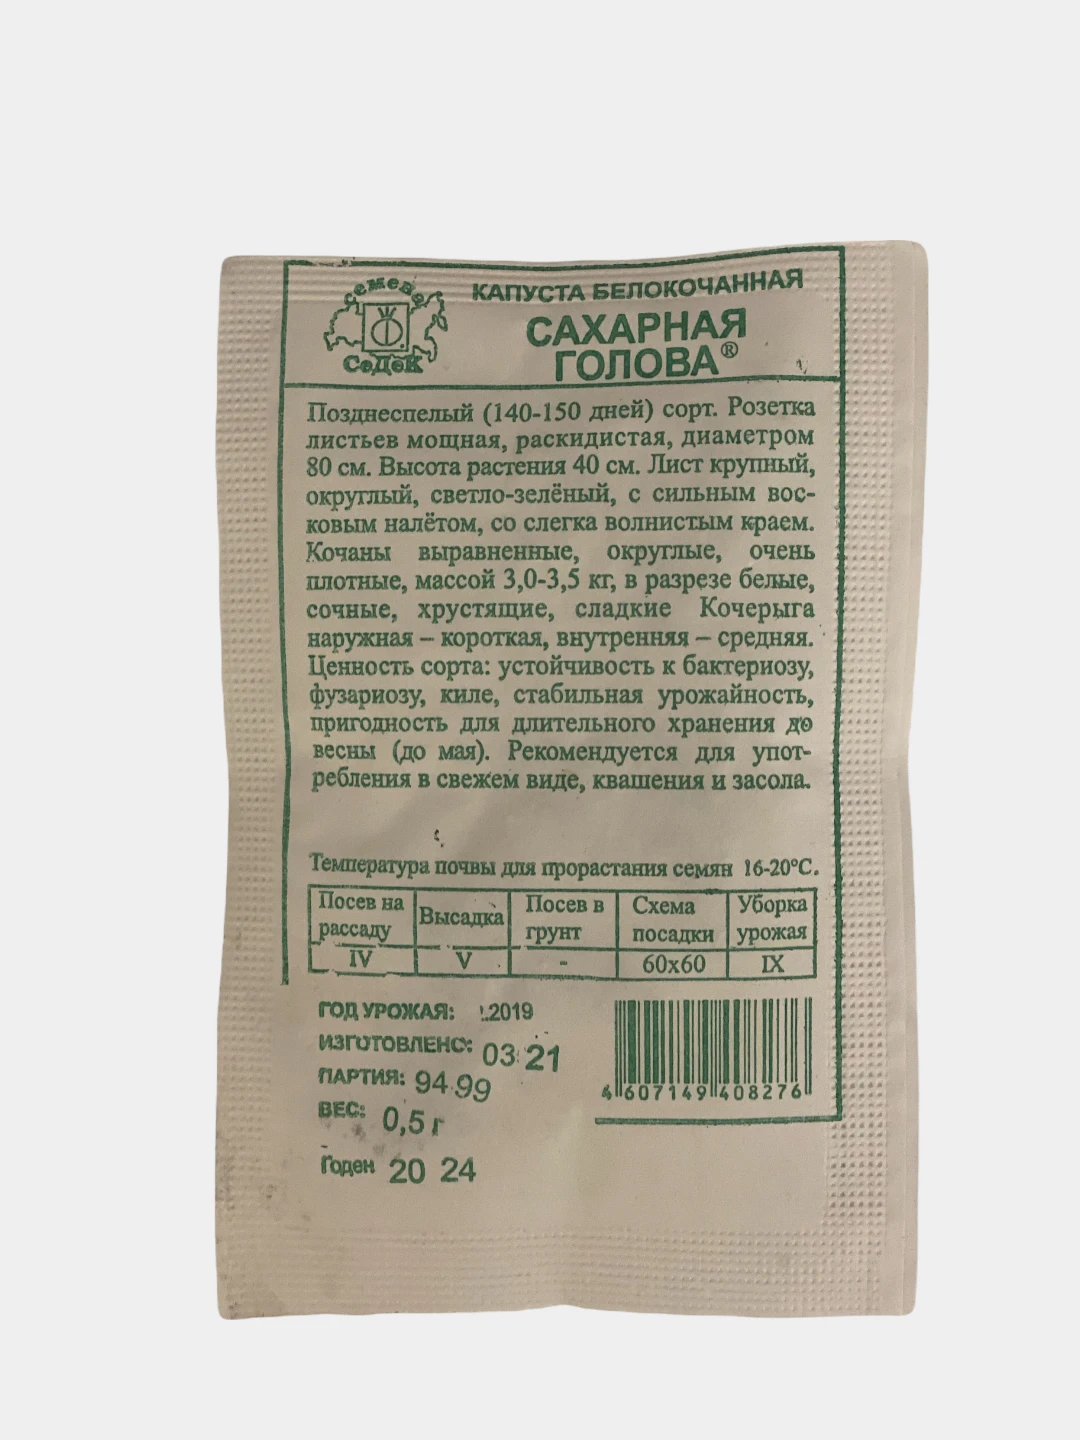 семена
СеДеК
КАПУСТА БЕЛОКОЧАННАЯ
САХАРНАЯ
ГОЛОВА®
Позднеспелый (140-150 дней) сорт. Розетка
листьев мощная, раскидистая, диаметром
80 см. Высота растения 40 см. Лист крупный,
округлый, светло-зелёный, с сильным вос-
ковым налётом, со слегка волнистым краем.
Кочаны выравненные, округлые, очень
плотные, массой 3,0-3,5 кг, в разрезе белые,
сочные, хрустящие, сладкие Кочерыга
наружная – короткая, внутренняя – средняя.
Ценность сорта: устойчивость к бактериозу,
фузариозу, киле, стабильная урожайность,
пригодность для длительного хранения до
весны (до мая). Рекомендуется для упот-
ребления в свежем виде, квашения и засола.
Температура почвы для прорастания семян 16-20°С.
Посев на рассаду Высадка Посев в грунт Схема посадки Уборка урожая
IV V - 60х60 IX
ГОД УРОЖАЯ: 2019
ИЗГОТОВЛЕНО: 03 21
ПАРТИЯ: 94 99
ВЕС: 0,5 г
Годен 20 24
4 607149 408276